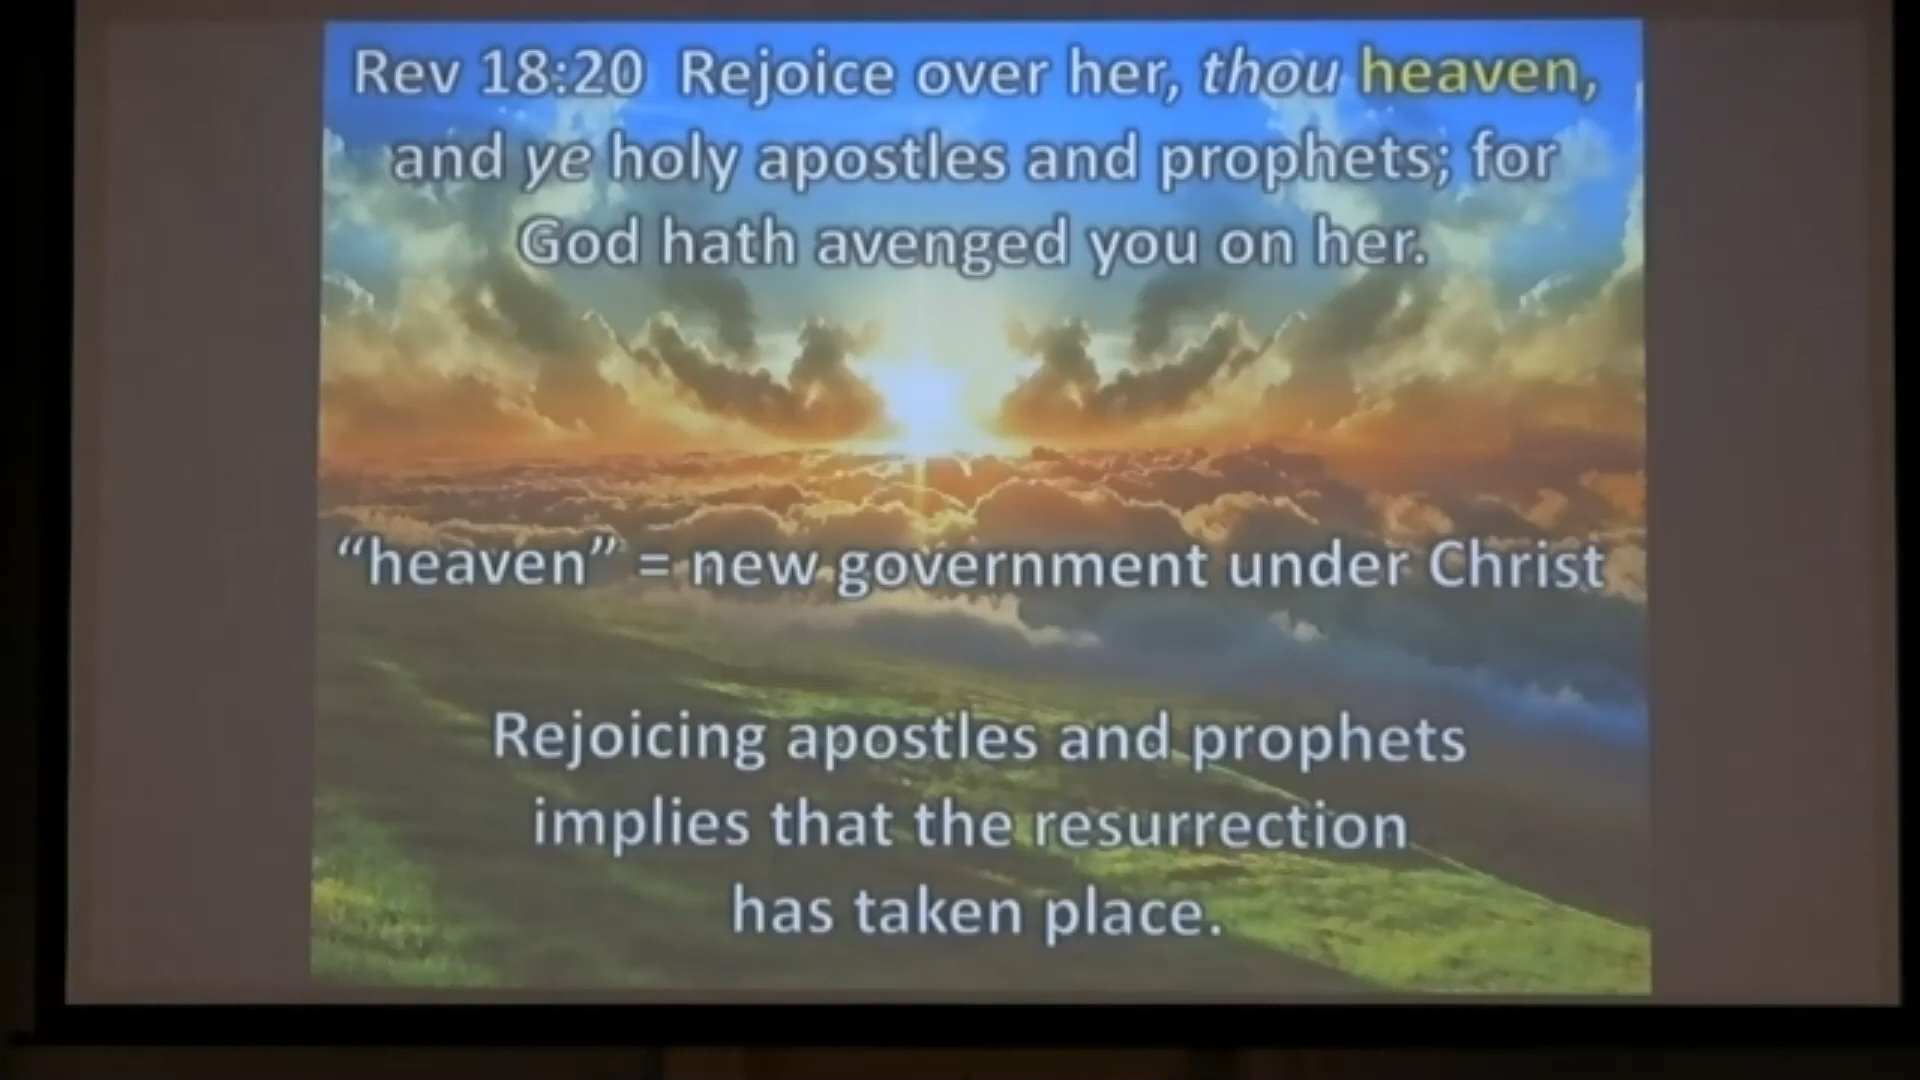 Rev 18:20 Rejoice over her, thou heaven,
and ye holy apostles and prophets; for
God hath avenged you on her.
“heaven” = new government under Christ
Rejoicing apostles and prophets
implies that the resurrection
has taken place.